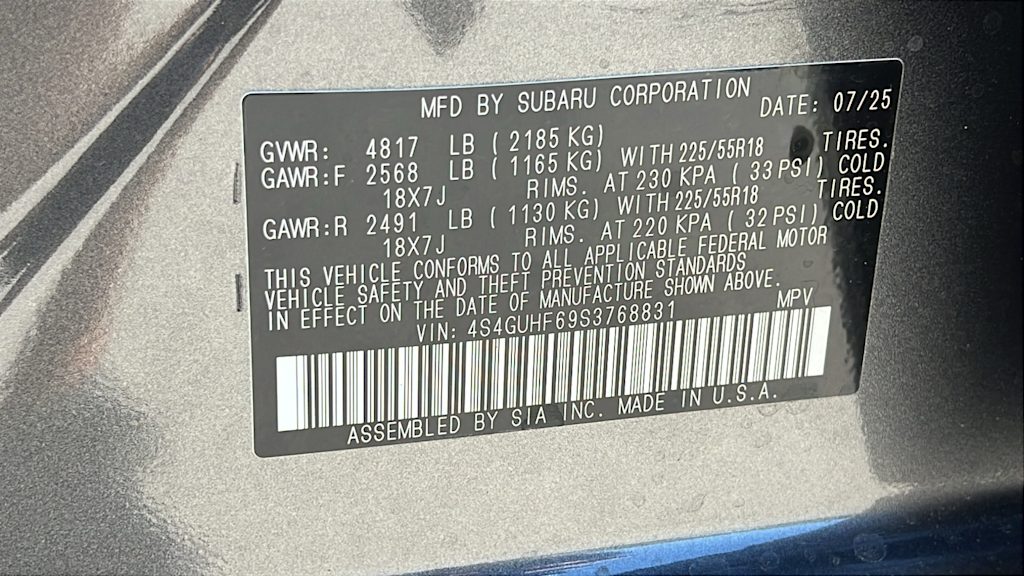 MFD BY SUBARU CORPORATION DATE: 07/25
GVWR: 4817 LB (2185 KG)
GAWR:F 2568 LB (1165 KG) WITH 225/55R18 TIRES.
18X7J RIMS. AT 230 KPA (33 PSI) COLD
GAWR:R 2491 LB (1130 KG) WITH 225/55R18 TIRES.
18X7J RIMS. AT 220 KPA (32 PSI) COLD
THIS VEHICLE CONFORMS TO ALL APPLICABLE FEDERAL MOTOR
VEHICLE SAFETY AND THEFT PREVENTION STANDARDS
IN EFFECT ON THE DATE OF MANUFACTURE SHOWN ABOVE.
VIN: 4S4GUHF69S3768831 MPV
ASSEMBLED BY SIA INC. MADE IN U.S.A.